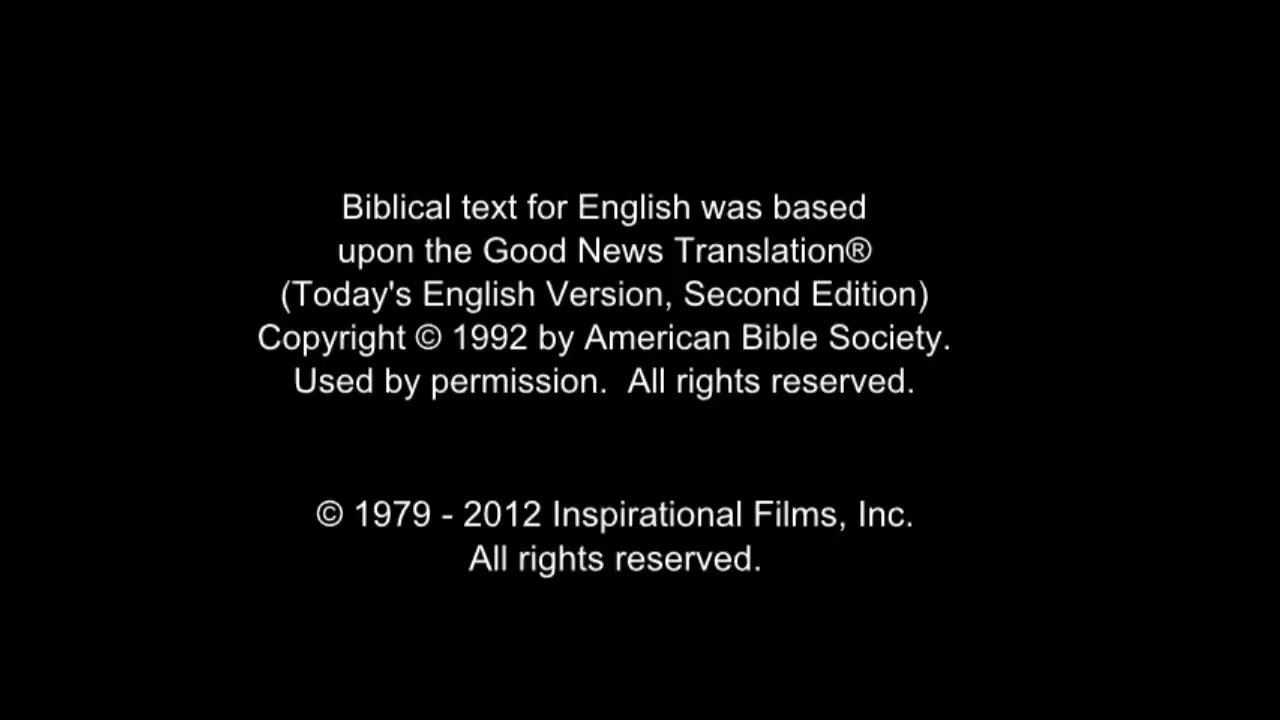 Biblical text for English was based
upon the Good News Translation®
(Today's English Version, Second Edition)
Copyright © 1992 by American Bible Society.
Used by permission.  All rights reserved.
© 1979 - 2012 Inspirational Films, Inc.
All rights reserved.